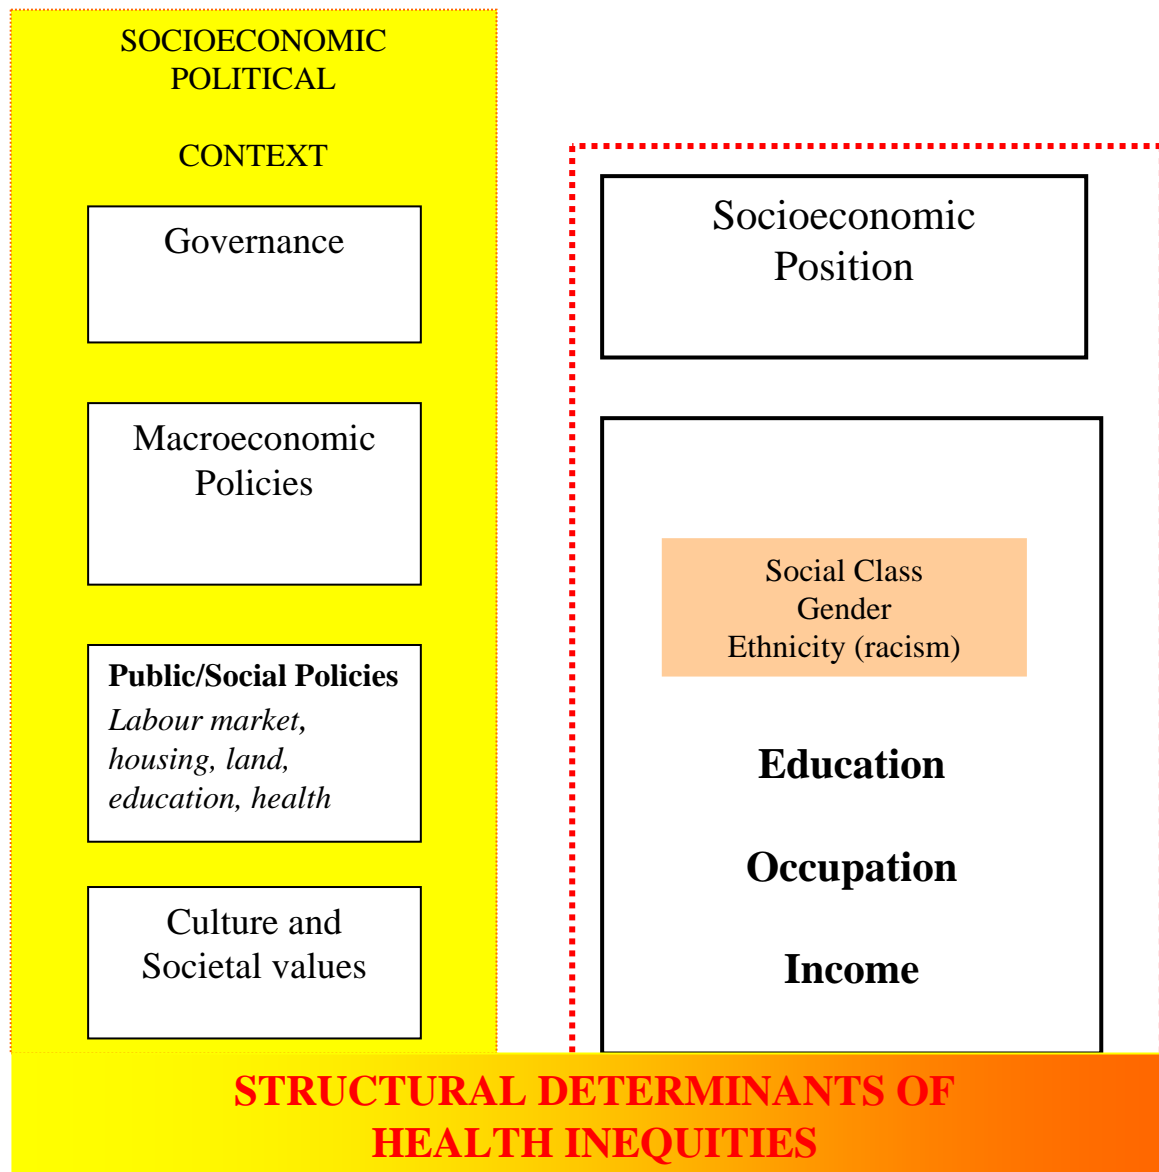 SOCIOECONOMIC
POLITICAL
CONTEXT
Governance
Macroeconomic
Policies
Public/Social Policies
Labour market,
housing, land,
education, health
Culture and
Societal values
Socioeconomic
Position
Social Class
Gender
Ethnicity (racism)
Education
Occupation
Income
STRUCTURAL DETERMINANTS OF
HEALTH INEQUITIES